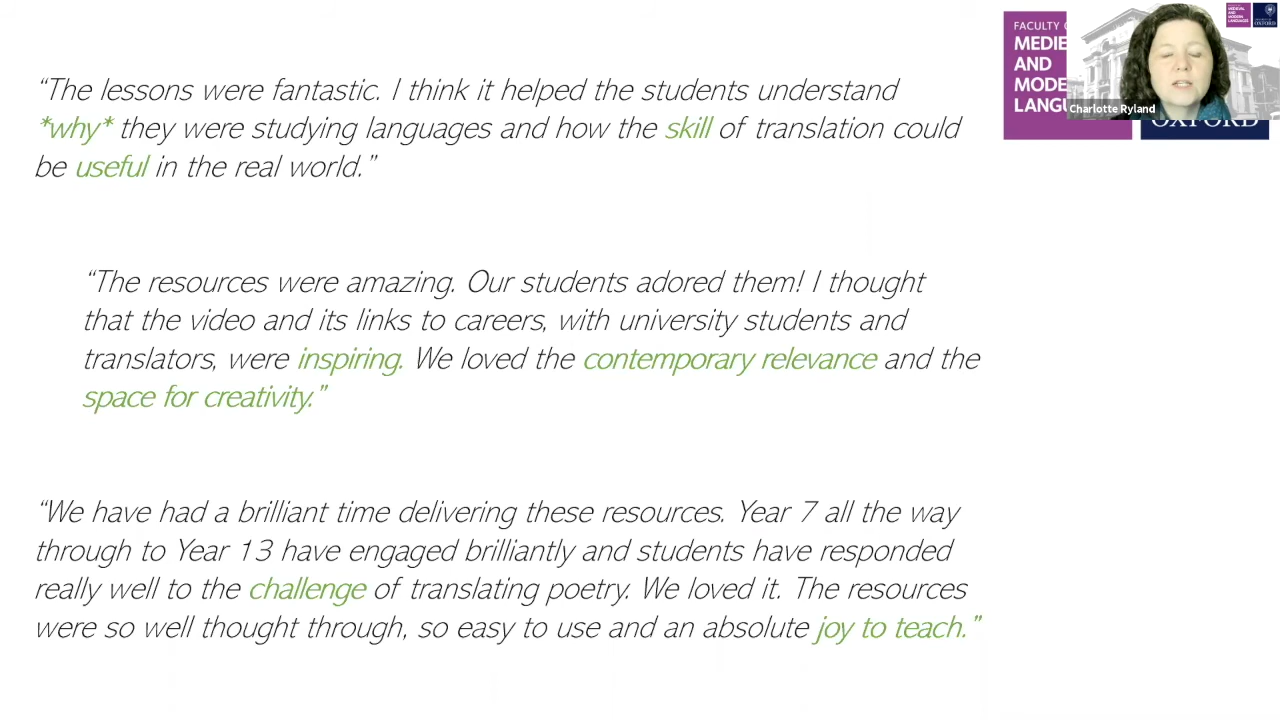 “The lessons were fantastic. I think it helped the students understand
*why* they were studying languages and how the skill of translation could
be useful in the real world.”
“The resources were amazing. Our students adored them! I thought
that the video and its links to careers, with university students and
translators, were inspiring. We loved the contemporary relevance and the
space for creativity.”
“We have had a brilliant time delivering these resources. Year 7 all the way
through to Year 13 have engaged brilliantly and students have responded
really well to the challenge of translating poetry. We loved it. The resources
were so well thought through, so easy to use and an absolute joy to teach.”
FACULTY O
MEDIE
AND
MODE
LANGU
OXFORD
Charlotte Ryland
MEDIEVAL
AND
MODERN
LANGUAGES
OXFORD